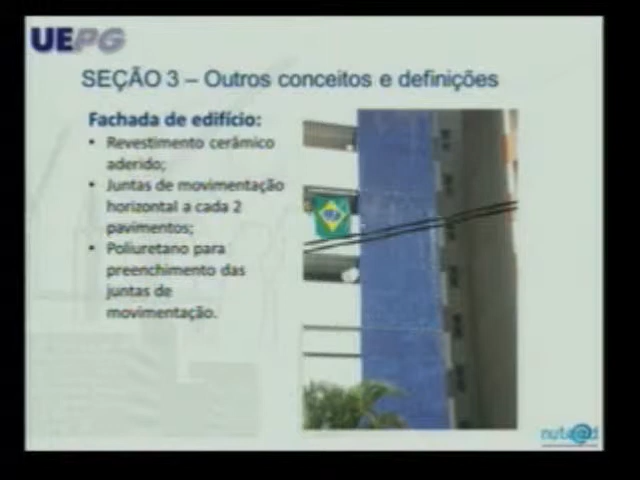 UEPG
SEÇÃO 3 – Outros conceitos e definições
Fachada de edifício:
• Revestimento cerâmico
aderido;
• Juntas de movimentação
horizontal a cada 2
pavimentos;
• Poliuretano para
preenchimento das
juntas de
movimentação.
nute@d